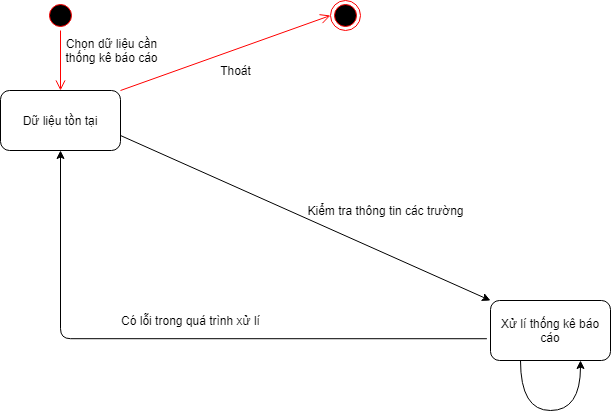 Chọn dữ liệu cần
thống kê báo cáo
Thoát
Dữ liệu tồn tại
Kiểm tra thông tin các trường
Có lỗi trong quá trình xử lí
Xử lí thống kê báo
cáo